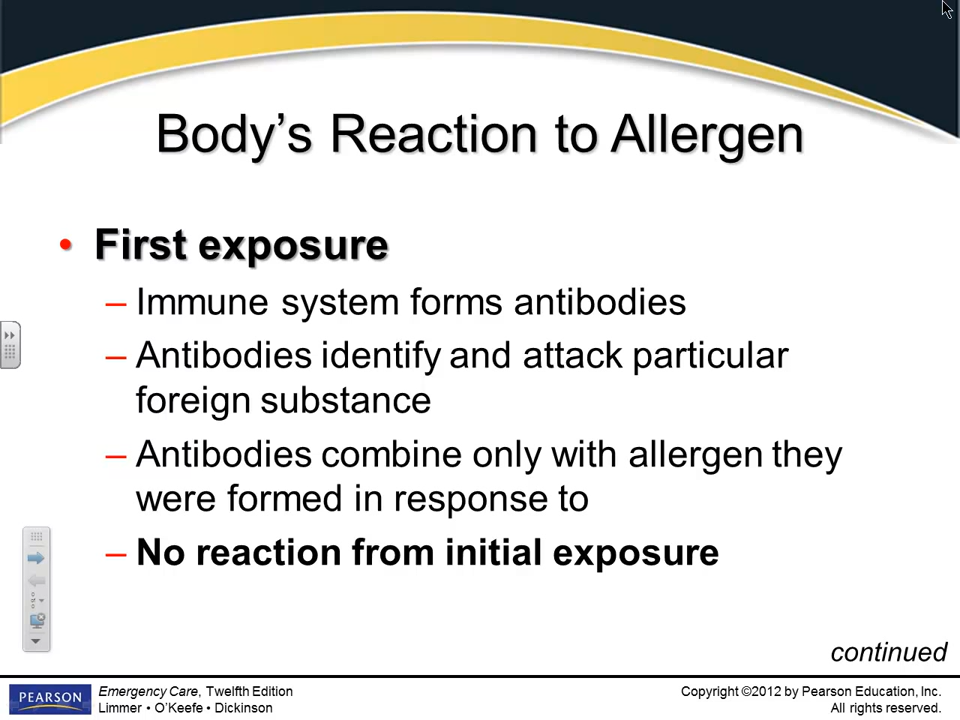 Body’s Reaction to Allergen
• First exposure
– Immune system forms antibodies
– Antibodies identify and attack particular
foreign substance
– Antibodies combine only with allergen they
were formed in response to
– No reaction from initial exposure
continued
PEARSON
Emergency Care, Twelfth Edition
Limmer • O’Keefe • Dickinson
Copyright ©2012 by Pearson Education, Inc.
All rights reserved.